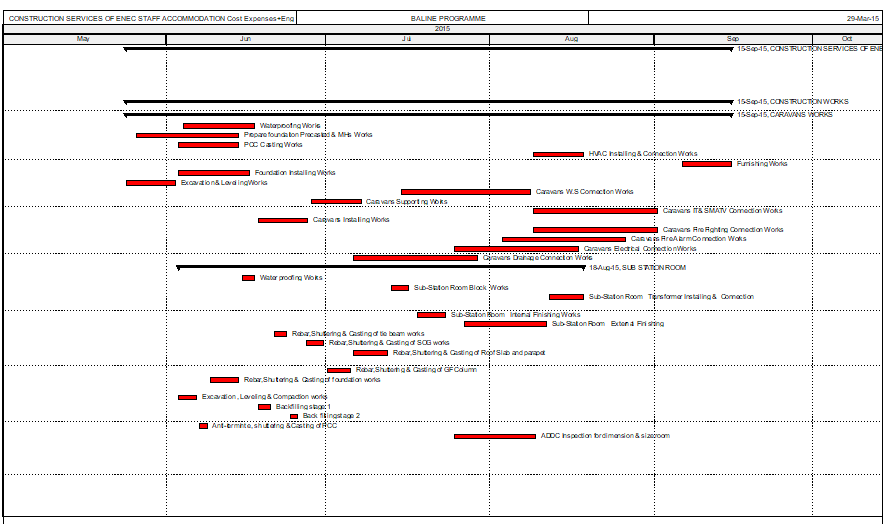 CONSTRUCTION SERVICES OF ENEC STAFF ACCOMMODATION Cost Expenses+Eng
BALINE PROGRAMME
29-Mar-15
2015
May Jun Jul Aug Sep Oct
15-Sep-15, CONSTRUCTION SERVICES OF ENE
15-Sep-15, CONSTRUCTION WORKS
15-Sep-15, CARAVANS WORKS
Waterproofing Works
Prepare foundation Precasted & MHs Works
PCC Casting Works
HVAC Installing & Connection Works
Furnishing Works
Foundation Installing Works
Excavation & Leveling Works
Caravans W.S Connection Works
Caravans Supporting Works
Caravans IT& SMATV Connection Works
Caravans Installing Works
Caravans Fire Fighting Connection Works
Caravans Fire Alarm Connection Works
Caravans Electrical Connection Works
Caravans Drainage Connection Works
18-Aug-15, SUB STATION ROOM
Waterproofing Works
Sub-Station Room Block Works
Sub-Station Room Transformer Installing & Connection
Sub-Station Room Internal Finishing Works
Sub-Station Room External Finishing
Rebar,Shuttering & Casting of tie beam works
Rebar,Shuttering & Casting of SOG works
Rebar,Shuttering & Casting of Roof Slab and parapet
Rebar,Shuttering & Casting of GF Column
Rebar,Shuttering & Casting of foundation works
Excavation , Leveling & Compaction works
Backfilling stage 1
Back filling stage 2
Anti-terminte, shuttering & Casting of PCC
ADDC Inspection for dimension & size room